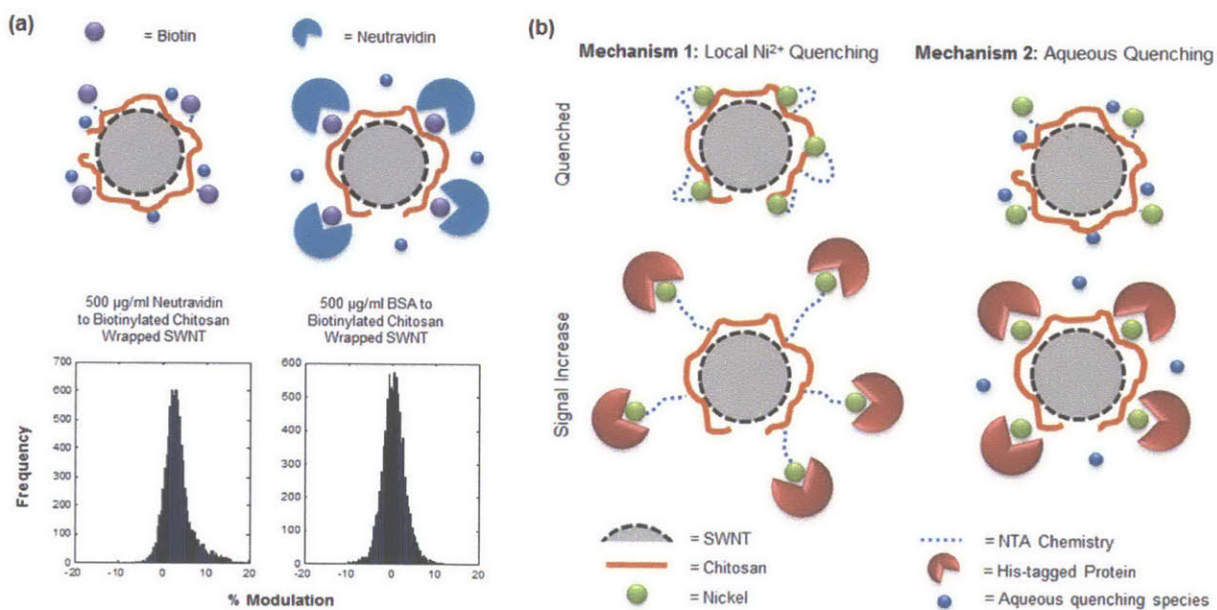 (a)
= Biotin
= Neutravidin
500 µg/ml Neutravidin
to Biotinylated Chitosan
Wrapped SWNT
500 µg/ml BSA to
Biotinylated Chitosan
Wrapped SWNT
Frequency
700
600
500
400
300
200
100
0
-20
-10
0
10
20
600
500
400
300
200
100
0
-20
-10
0
10
20
% Modulation
(b)
Mechanism 1: Local Ni²⁺ Quenching
Mechanism 2: Aqueous Quenching
Quenched
Signal Increase
= SWNT
= Chitosan
= Nickel
= NTA Chemistry
= His-tagged Protein
= Aqueous quenching species